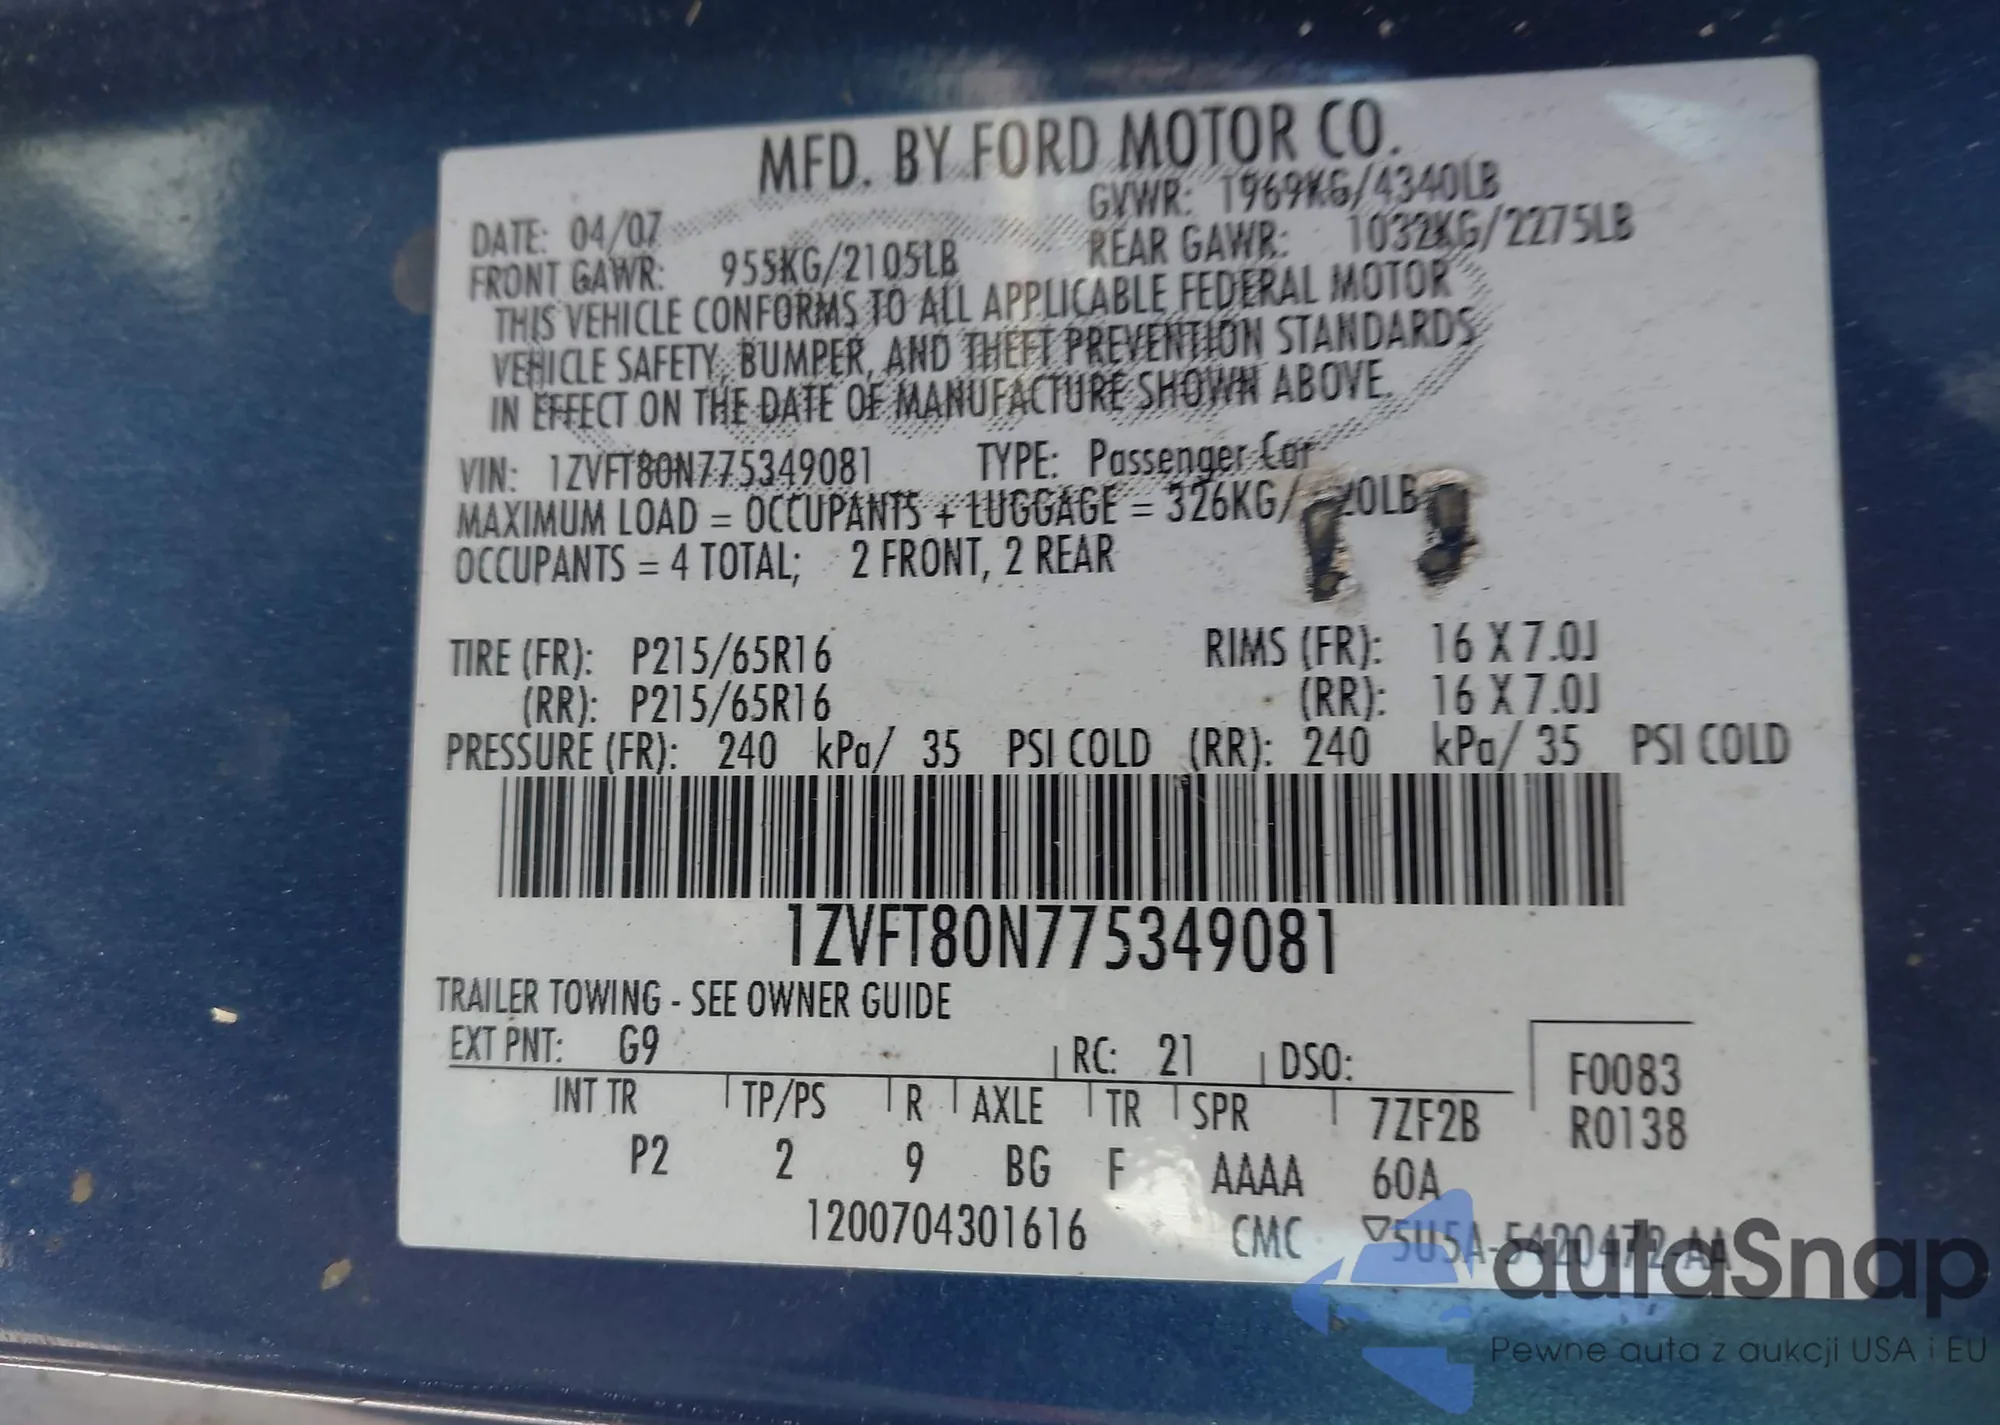 MFD. BY FORD MOTOR CO.
DATE: 04/07 GVWR: 1969KG/4340LB
FRONT GAWR: 955KG/2105LB REAR GAWR: 1032KG/2275LB
THIS VEHICLE CONFORMS TO ALL APPLICABLE FEDERAL MOTOR
VEHICLE SAFETY, BUMPER, AND THEFT PREVENTION STANDARDS
IN EFFECT ON THE DATE OF MANUFACTURE SHOWN ABOVE.
VIN: 1ZVFT80N775349081 TYPE: Passenger Car
MAXIMUM LOAD = OCCUPANTS + LUGGAGE = 326KG/ 20LB
OCCUPANTS = 4 TOTAL; 2 FRONT, 2 REAR
TIRE (FR): P215/65R16 RIMS (FR): 16 X 7.0J
(RR): P215/65R16 (RR): 16 X 7.0J
PRESSURE (FR): 240 kPa/ 35 PSI COLD (RR): 240 kPa/ 35 PSI COLD
1ZVFT80N775349081
TRAILER TOWING - SEE OWNER GUIDE
EXT PNT: G9 RC: 21 DSO: F0083
INT TR TP/PS R AXLE TR SPR 7ZF2B R0138
P2 2 9 BG F AAAA 60A
1200704301616 CMC ▽5U5A-5420472-AA
autaSnap
Pewne auta z aukcji USA i EU